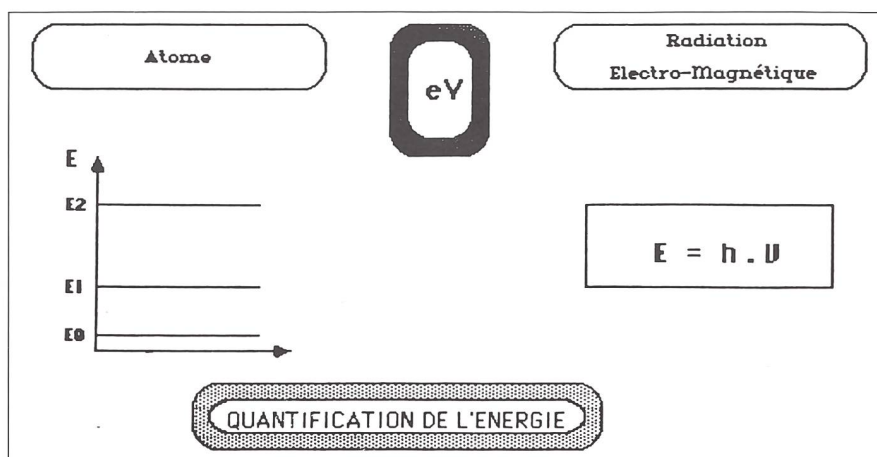 Atome
eV
Radiation
Electro-Magnétique
E
E2
E1
E0
E = h.ν
QUANTIFICATION DE L'ENERGIE